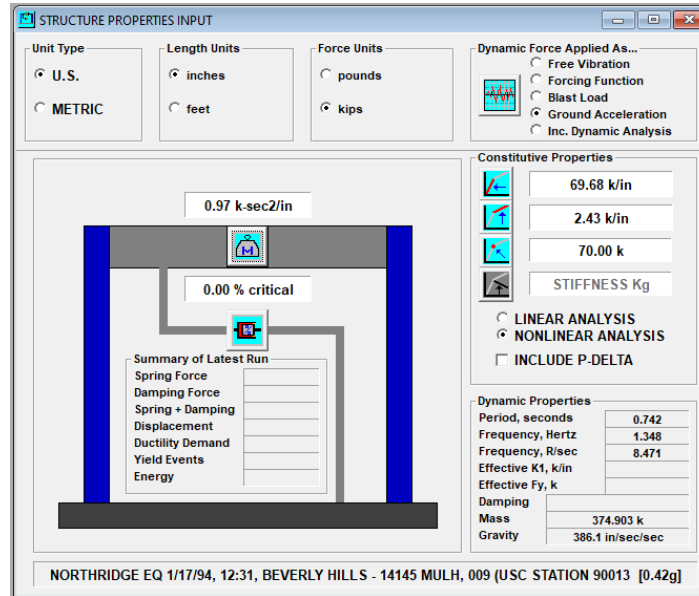 STRUCTURE PROPERTIES INPUT
Unit Type
U.S.
METRIC
Length Units
inches
feet
Force Units
pounds
kips
Dynamic Force Applied As...
Free Vibration
Forcing Function
Blast Load
Ground Acceleration
Inc. Dynamic Analysis
0.97 k-sec2/in
M
0.00 % critical
%
Summary of Latest Run
Spring Force
Damping Force
Spring + Damping
Displacement
Ductility Demand
Yield Events
Energy
Constitutive Properties
69.68 k/in
2.43 k/in
70.00 k
STIFFNESS Kg
LINEAR ANALYSIS
NONLINEAR ANALYSIS
INCLUDE P-DELTA
Dynamic Properties
Period, seconds 0.742
Frequency, Hertz 1.348
Frequency, R/sec 8.471
Effective K1, k/in
Effective Fy, k
Damping
Mass 374.903 k
Gravity 386.1 in/sec/sec
NORTHRIDGE EQ 1/17/94, 12:31, BEVERLY HILLS - 14145 MULH, 009 (USC STATION 90013 [0.42g]